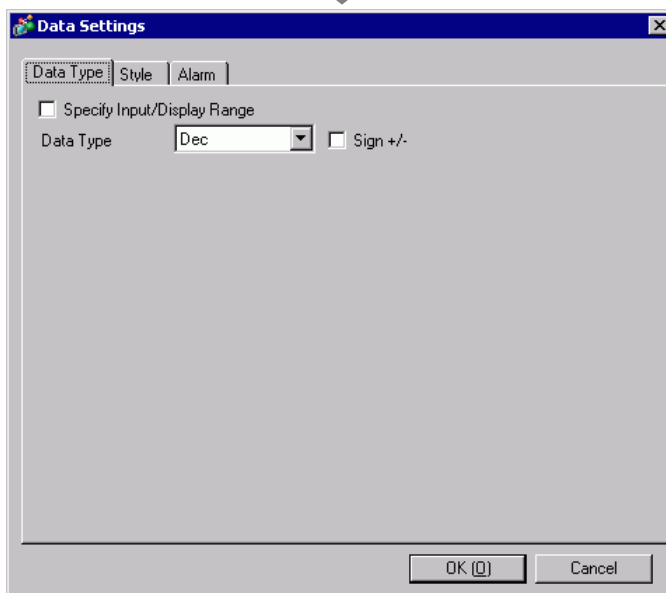 Data Settings
Data Type Style Alarm
Specify Input/Display Range
Data Type Dec Sign +/-
OK (O) Cancel